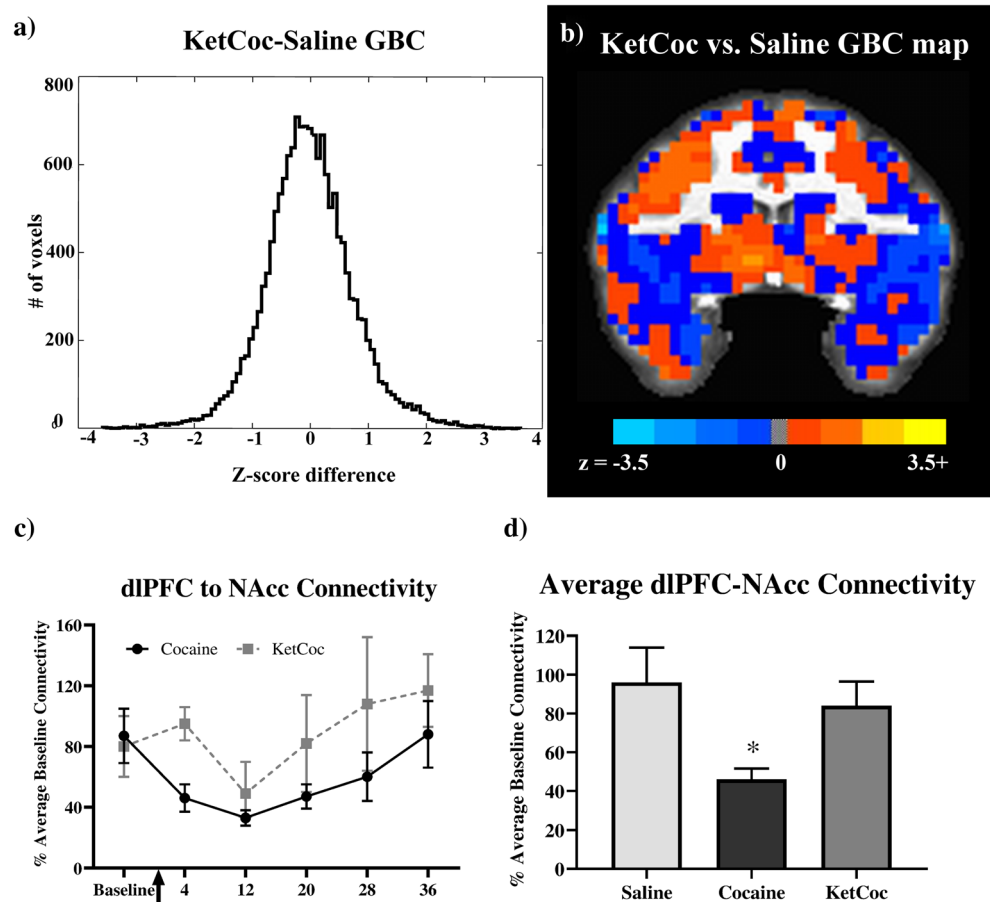 a)
KetCoc-Saline GBC
# of voxels
800
600
400
200
0
-4 -3 -2 -1 0 1 2 3 4
Z-score difference
b)
KetCoc vs. Saline GBC map
z = -3.5 0 3.5+
c)
dlPFC to NAcc Connectivity
% Average Baseline Connectivity
160
120
80
40
0
Cocaine KetCoc
Baseline 4 12 20 28 36
d)
Average dlPFC-NAcc Connectivity
% Average Baseline Connectivity
120
100
80
60
40
20
0
*
Saline Cocaine KetCoc